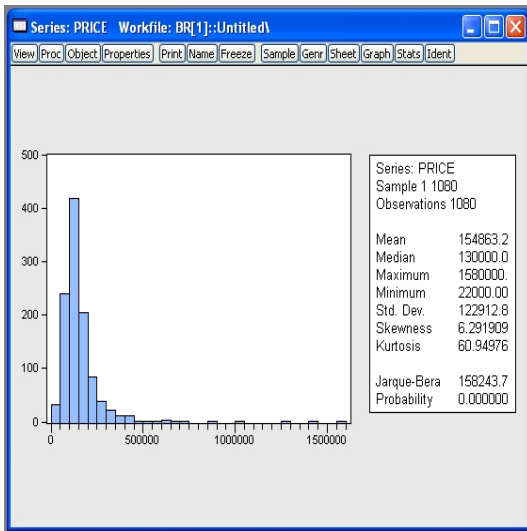 Series: PRICE Workfile: BR[1]::Untitled\
View Proc Object Properties Print Name Freeze Sample Genr Sheet Graph Stats Ident
500
400
300
200
100
0
0 500000 1000000 1500000
Series: PRICE
Sample 1 1080
Observations 1080
Mean 154863.2
Median 130000.0
Maximum 1580000.
Minimum 22000.00
Std. Dev. 122912.8
Skewness 6.291909
Kurtosis 60.94976
Jarque-Bera 158243.7
Probability 0.000000